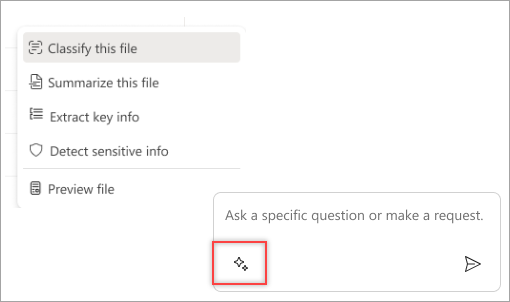 Classify this file
Summarize this file
Extract key info
Detect sensitive info
Preview file
Ask a specific question or make a request.